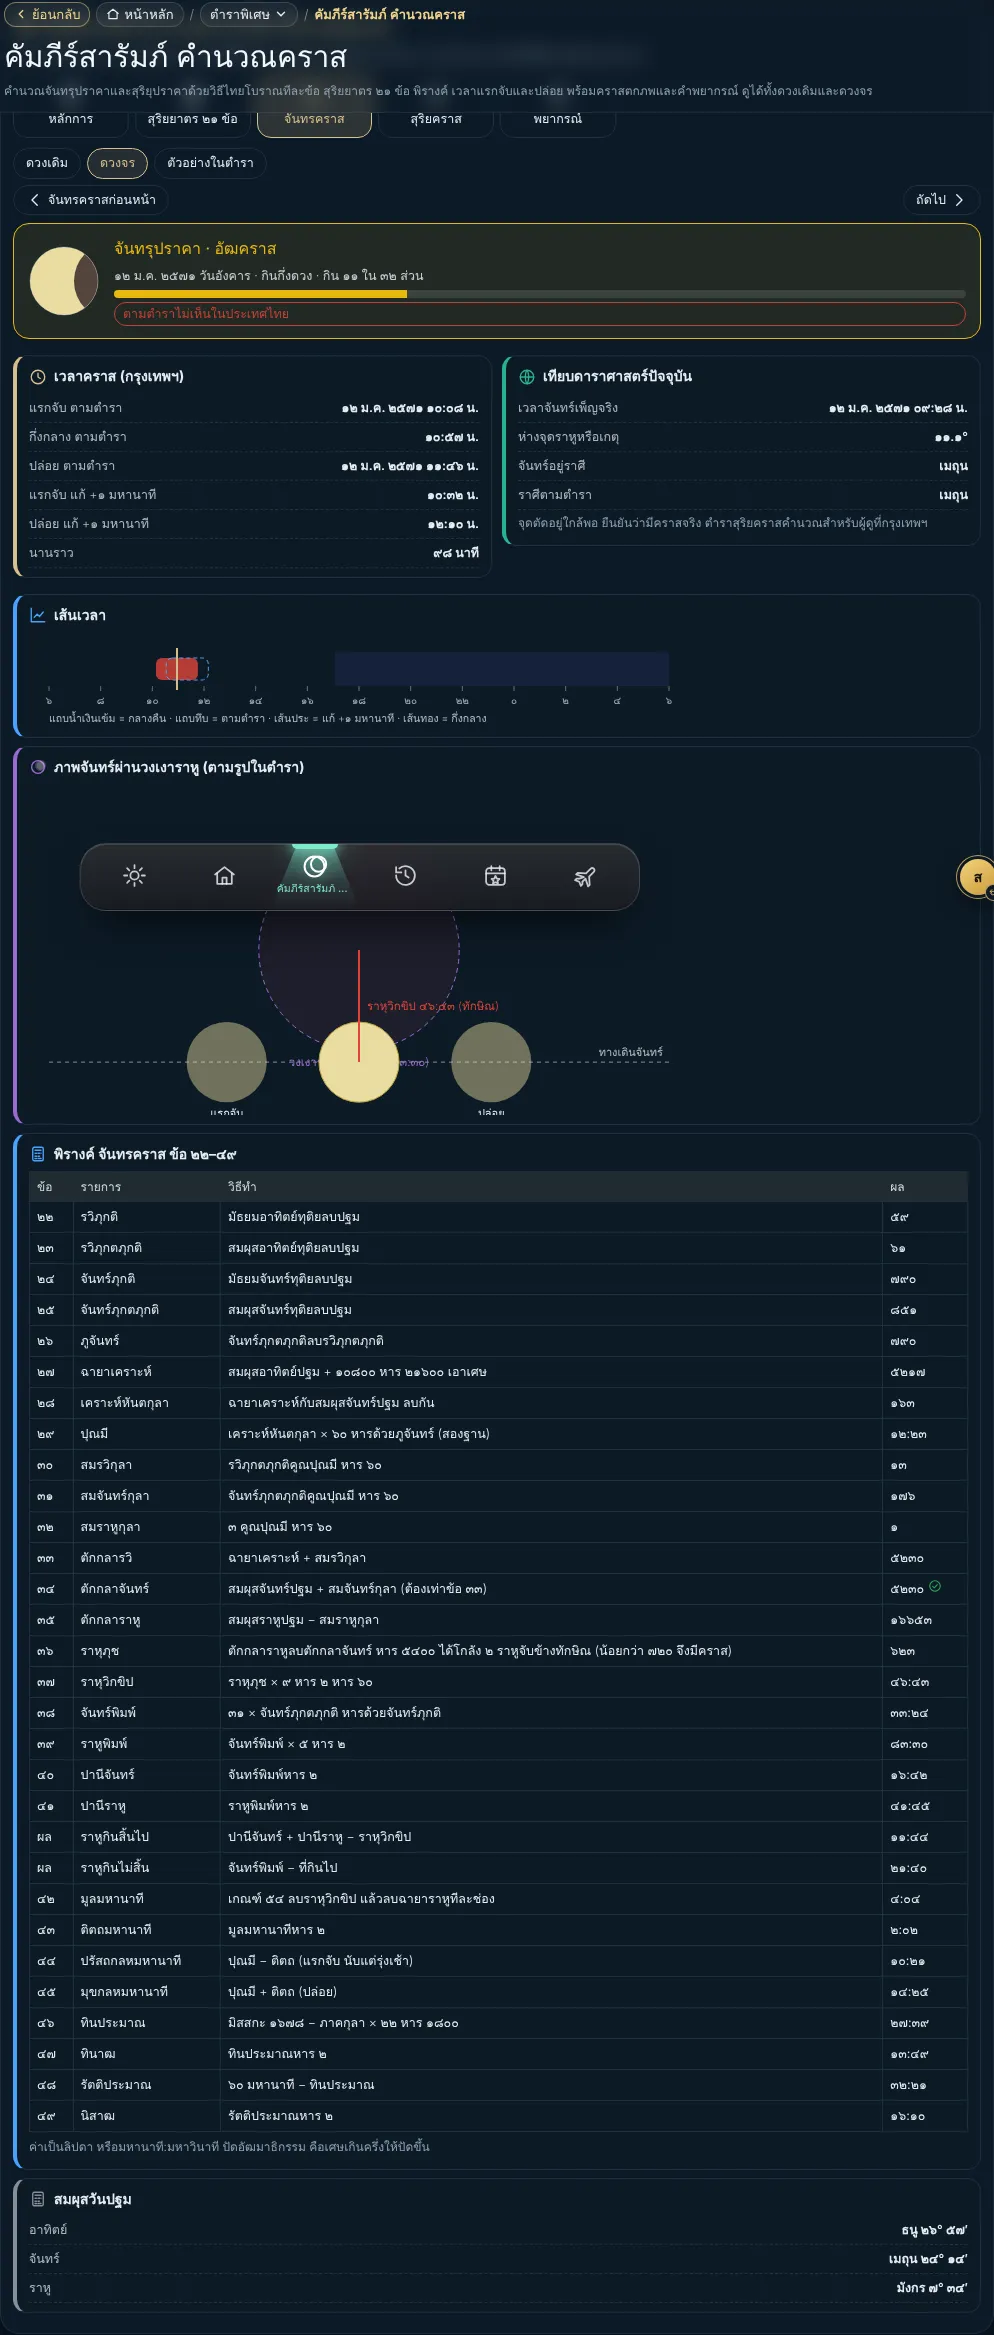 ย้อนกลับ หน้าหลัก / ตำราพิเศษ / คัมภีร์สารัมภ์ คำนวณคราส
คัมภีร์สารัมภ์ คำนวณคราส
คำนวณจันทรุปราคาและสุริยุปราคาด้วยวิธีไทยโบราณทีละข้อ สุริยยาตร ๒๑ ข้อ พิรางค์ เวลาแรกจับและปล่อย พร้อมคราสตกภพและคำพยากรณ์ ดูได้ทั้งดวงเดิมและดวงจร
หลักการ สุริยยาตร ๒๑ ข้อ จันทรคราส สุริยคราส พยากรณ์
ดวงเดิม ดวงจร ตัวอย่างในตำรา
จันทรคราสก่อนหน้า ถัดไป
จันทรุปราคา · อัฒคราส
๑๒ ม.ค. ๒๕๗๑ วันอังคาร · กินกึ่งดวง · กิน ๑๑ ใน ๓๒ ส่วน
ตามตำราไม่เห็นในประเทศไทย
เวลาคราส (กรุงเทพฯ)
แรกจับ ตามตำรา ๑๒ ม.ค. ๒๕๗๑ ๑๐:๐๘ น.
กึ่งกลาง ตามตำรา ๑๐:๕๗ น.
ปล่อย ตามตำรา ๑๒ ม.ค. ๒๕๗๑ ๑๑:๔๖ น.
แรกจับ แก้ +๑ มหานาที ๑๐:๓๒ น.
ปล่อย แก้ +๑ มหานาที ๑๒:๑๐ น.
นานราว ๙๘ นาที
เทียบดาราศาสตร์ปัจจุบัน
เวลาจันทร์เพ็ญจริง ๑๒ ม.ค. ๒๕๗๑ ๐๙:๒๘ น.
ห่างจุดราหูหรือเกตุ ๑๑.๑°
จันทร์อยู่ราศี เมถุน
ราศีตามตำรา เมถุน
จุดตัดอยู่ใกล้พอ ยืนยันว่ามีคราสจริง ตำราสุริยคราสคำนวณสำหรับผู้ดูที่กรุงเทพฯ
เส้นเวลา
๖ ๘ ๑๐ ๑๒ ๑๔ ๑๖ ๑๘ ๒๐ ๒๒ ๐ ๒ ๔ ๖
แถบน้ำเงินเข้ม = กลางคืน · แถบทึบ = ตามตำรา · เส้นประ = แก้ +๑ มหานาที · เส้นทอง = กึ่งกลาง
ภาพจันทร์ผ่านวงเงาราหู (ตามรูปในตำรา)
คัมภีร์สารัมภ์ ...
ส
ราหุวิกขิป ๔๖:๔๓ (ทักษิณ)
ทางเดินจันทร์
แรกจับ ปล่อย
พิรางค์ จันทรคราส ข้อ ๒๒–๔๙
ข้อ รายการ วิธีทำ ผล
๒๒ รวิภุกติ มัธยมอาทิตย์ทุติยลบปฐม ๕๙
๒๓ รวิภุกตภุกติ สมผุสอาทิตย์ทุติยลบปฐม ๖๑
๒๔ จันทร์ภุกติ มัธยมจันทร์ทุติยลบปฐม ๗๙๐
๒๕ จันทร์ภุกตภุกติ สมผุสจันทร์ทุติยลบปฐม ๘๕๑
๒๖ ภูจันทร์ จันทร์ภุกตภุกติลบรวิภุกตภุกติ ๗๙๐
๒๗ ฉายาเคราะห์ สมผุสอาทิตย์ปฐม + ๑๐๘๐๐ หาร ๒๑๖๐๐ เอาเศษ ๕๒๑๗
๒๘ เคราะห์หันตกุลา ฉายาเคราะห์กับสมผุสจันทร์ปฐม ลบกัน ๑๖๓
๒๙ ปุณมี เคราะห์หันตกุลา × ๖๐ หารด้วยภูจันทร์ (สองฐาน) ๑๒:๒๓
๓๐ สมรวิกุลา รวิภุกตภุกติคูณปุณมี หาร ๖๐ ๑๓
๓๑ สมจันทร์กุลา จันทร์ภุกตภุกติคูณปุณมี หาร ๖๐ ๑๗๖
๓๒ สมราหูกุลา ๓ คูณปุณมี หาร ๖๐ ๑
๓๓ ตักกลารวิ ฉายาเคราะห์ + สมรวิกุลา ๕๒๓๐
๓๔ ตักกลาจันทร์ สมผุสจันทร์ปฐม + สมจันทร์กุลา (ต้องเท่าข้อ ๓๓) ๕๒๓๐
๓๕ ตักกลาราหู สมผุสราหูปฐม − สมราหูกุลา ๑๖๖๕๓
๓๖ ราหุภุช ตักกลาราหูลบตักกลาจันทร์ หาร ๕๔๐๐ ได้โกลัง ๒ ราหูจับข้างทักษิณ (น้อยกว่า ๗๒๐ จึงมีคราส) ๖๒๓
๓๗ ราหุวิกขิป ราหุภุช × ๙ หาร ๒ หาร ๖๐ ๔๖:๔๓
๓๘ จันทร์พิมพ์ ๓๑ × จันทร์ภุกตภุกติ หารด้วยจันทร์ภุกติ ๓๓:๒๔
๓๙ ราหูพิมพ์ จันทร์พิมพ์ × ๕ หาร ๒ ๘๓:๓๐
๔๐ ปานีจันทร์ จันทร์พิมพ์หาร ๒ ๑๖:๔๒
๔๑ ปานีราหู ราหูพิมพ์หาร ๒ ๔๑:๔๕
ผล ราหูกินสิ้นไป ปานีจันทร์ + ปานีราหู − ราหุวิกขิป ๑๑:๔๔
ผล ราหูกินไม่สิ้น จันทร์พิมพ์ − ที่กินไป ๒๑:๔๐
๔๒ มูลมหานาที เกณฑ์ ๕๔ ลบราหุวิกขิป แล้วลบฉายาราหูทีละช่อง ๔:๐๔
๔๓ ติตถมหานาที มูลมหานาทีหาร ๒ ๒:๐๒
๔๔ ปรัสถกลหมหานาที ปุณมี − ติตถ (แรกจับ นับแต่รุ่งเช้า) ๑๐:๒๑
๔๕ มุขกลหมหานาที ปุณมี + ติตถ (ปล่อย) ๑๔:๒๕
๔๖ ทินประมาณ มิสสกะ ๑๖๗๘ − ภาคกุลา × ๒๒ หาร ๑๘๐๐ ๒๗:๓๙
๔๗ ทินาฒ ทินประมาณหาร ๒ ๑๓:๔๙
๔๘ รัตติประมาณ ๖๐ มหานาที − ทินประมาณ ๓๒:๒๑
๔๙ นิสาฒ รัตติประมาณหาร ๒ ๑๖:๑๐
ค่าเป็นลิปดา หรือมหานาที:มหาวินาที ปัดอัฒมาธิกรรม คือเศษเกินครึ่งให้ปัดขึ้น
สมผุสวันปฐม
อาทิตย์ ธนู ๒๖° ๕๗′
จันทร์ เมถุน ๒๔° ๑๔′
ราหู มังกร ๗° ๓๔′